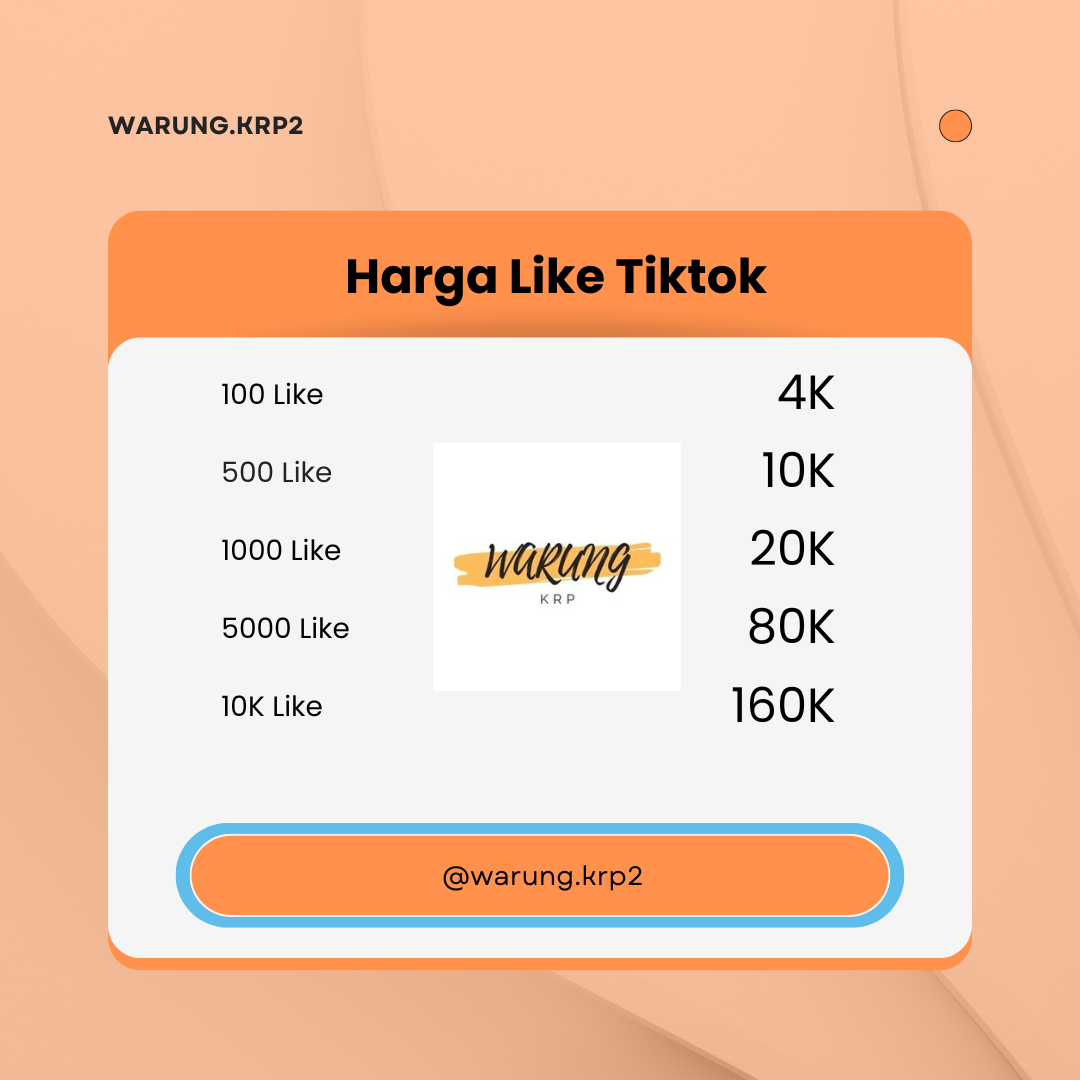 WARUNG.KRP2
Harga Like Tiktok
100 Like 4K
500 Like 10K
1000 Like 20K
5000 Like 80K
10K Like 160K
WARUNG
KRP
@warung.krp2